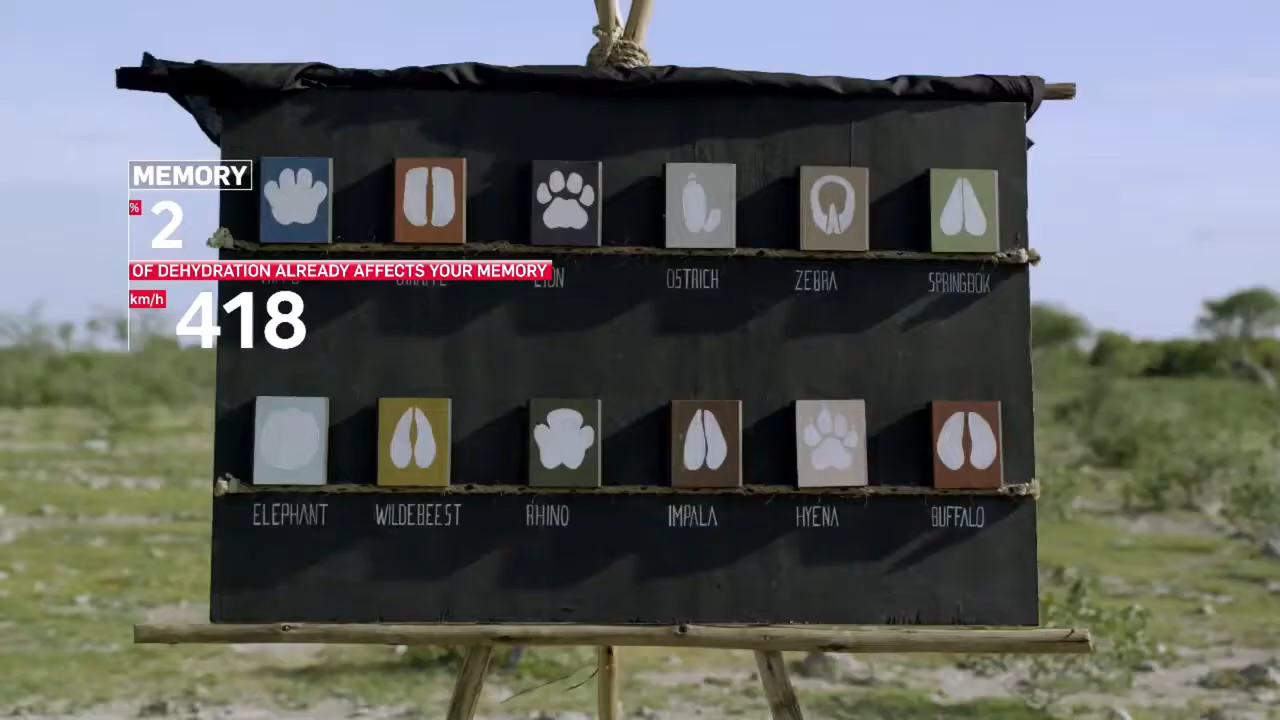 MEMORY
% 2
OF DEHYDRATION ALREADY AFFECTS YOUR MEMORY
km/h 418
OSTRICH ZEBRA SPRINGBOK
ELEPHANT WILDEBEEST RHINO IMPALA HYENA BUFFALO